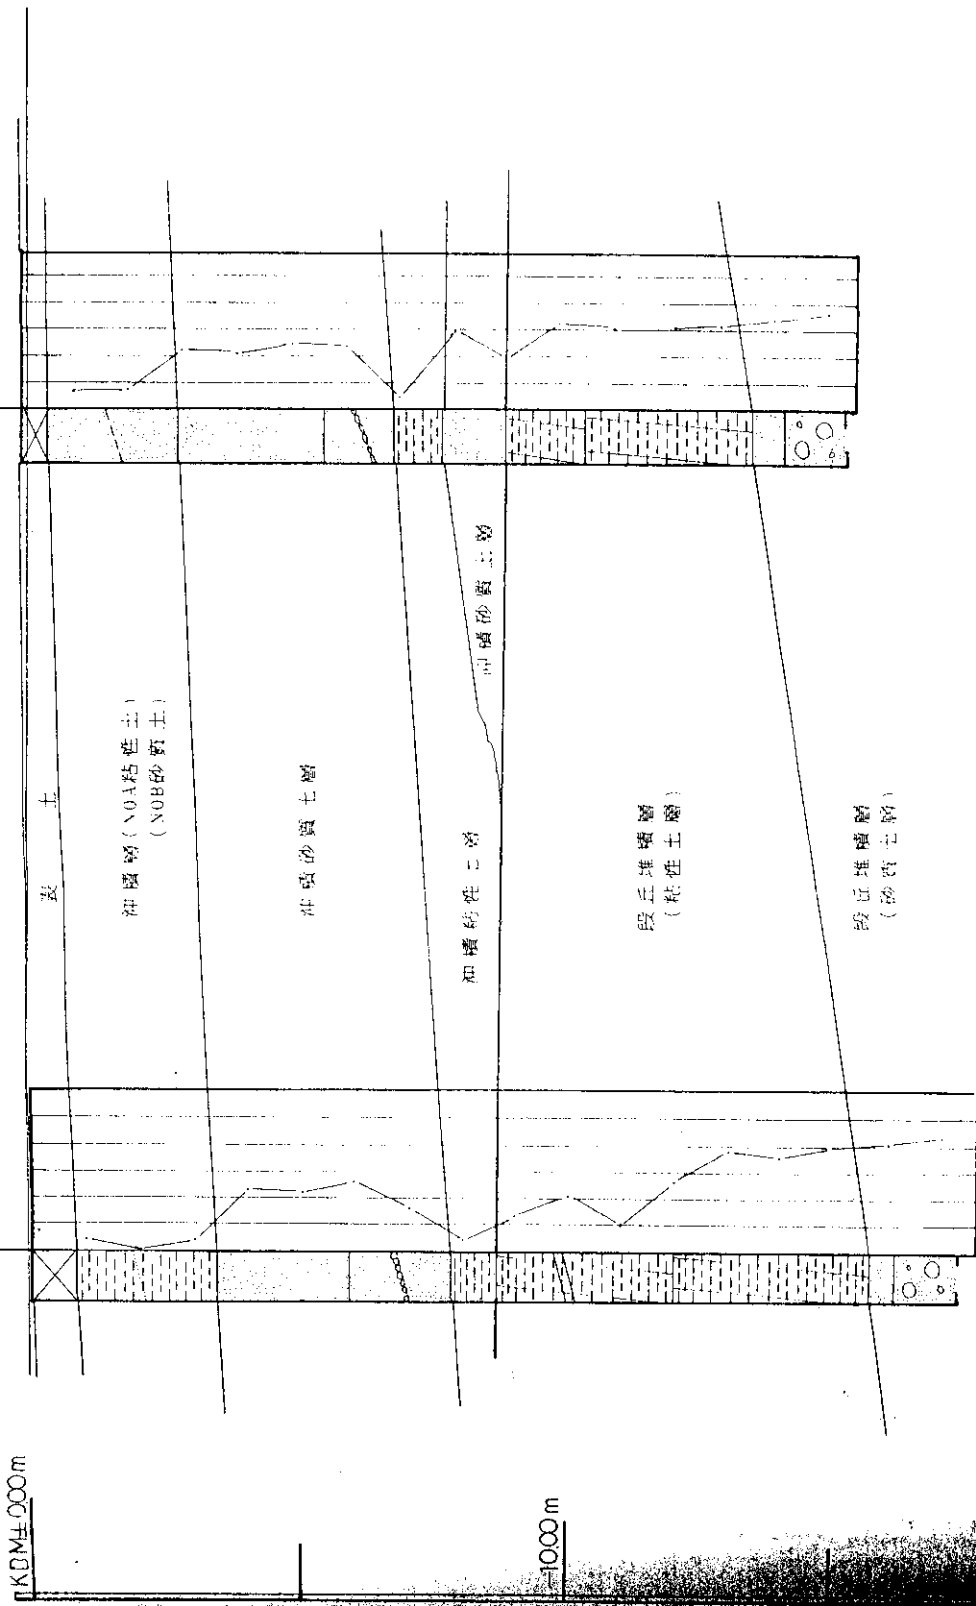 表土
沖積層(NOA粘性土)
(NOB砂質土)
沖積砂質土層
沖積粘性土層
沖積砂質土層
段丘堆積層
(粘性土層)
段丘堆積層
(砂質土層)
KBM±0.00m
-10.00m